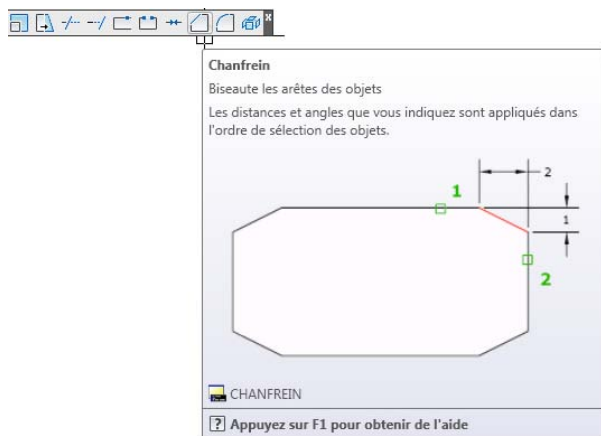 Chanfrein
Biseaute les arêtes des objets
Les distances et angles que vous indiquez sont appliqués dans
l'ordre de sélection des objets.
2
1
1
2
CHANFREIN
? Appuyez sur F1 pour obtenir de l'aide